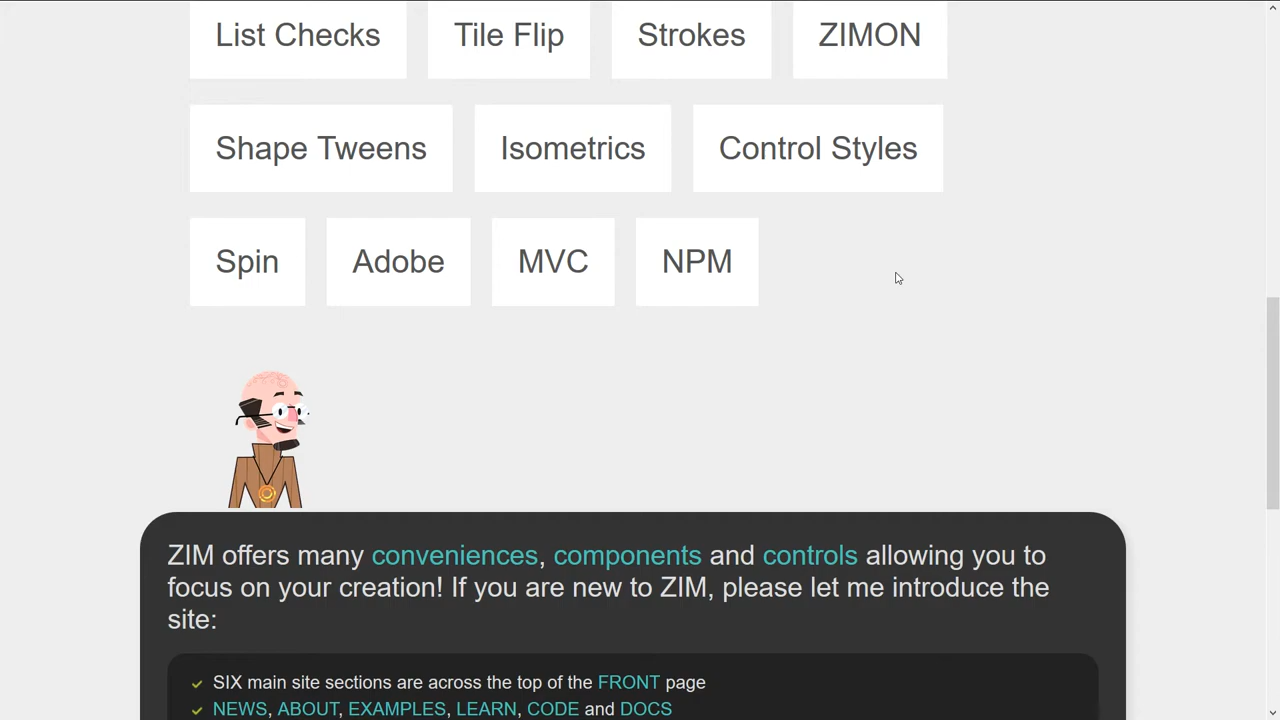 List Checks Tile Flip Strokes ZIMON
Shape Tweens Isometrics Control Styles
Spin Adobe MVC NPM
ZIM offers many conveniences, components and controls allowing you to
focus on your creation! If you are new to ZIM, please let me introduce the
site:
SIX main site sections are across the top of the FRONT page
NEWS, ABOUT, EXAMPLES, LEARN, CODE and DOCS